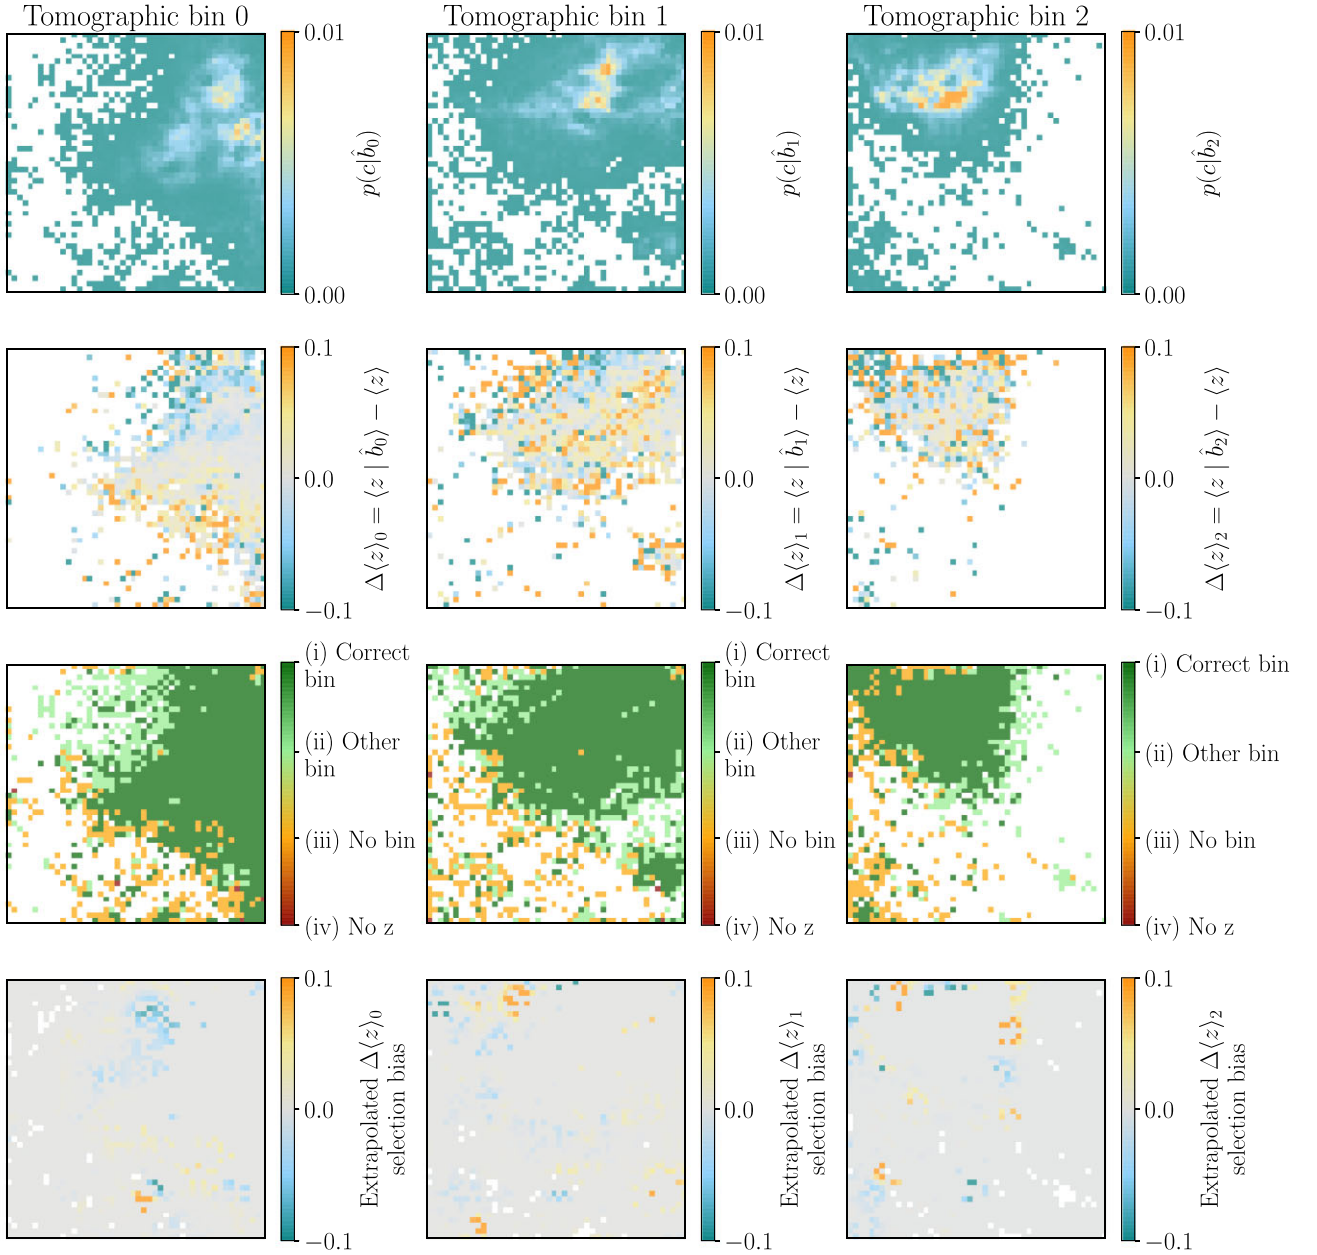 Tomographic bin 0
Tomographic bin 1
Tomographic bin 2
0.01
0.00
p(c|b̂₀)
0.01
0.00
p(c|b̂₁)
0.01
0.00
p(c|b̂₂)
0.1
0.0
−0.1
Δ⟨z⟩₀ = ⟨z | b̂₀⟩ − ⟨z⟩
0.1
0.0
−0.1
Δ⟨z⟩₁ = ⟨z | b̂₁⟩ − ⟨z⟩
0.1
0.0
−0.1
Δ⟨z⟩₂ = ⟨z | b̂₂⟩ − ⟨z⟩
(i) Correct
bin
(ii) Other
bin
(iii) No bin
(iv) No z
(i) Correct
bin
(ii) Other
bin
(iii) No bin
(iv) No z
(i) Correct bin
(ii) Other bin
(iii) No bin
(iv) No z
0.1
0.0
−0.1
Extrapolated Δ⟨z⟩₀
selection bias
0.1
0.0
−0.1
Extrapolated Δ⟨z⟩₁
selection bias
0.1
0.0
−0.1
Extrapolated Δ⟨z⟩₂
selection bias